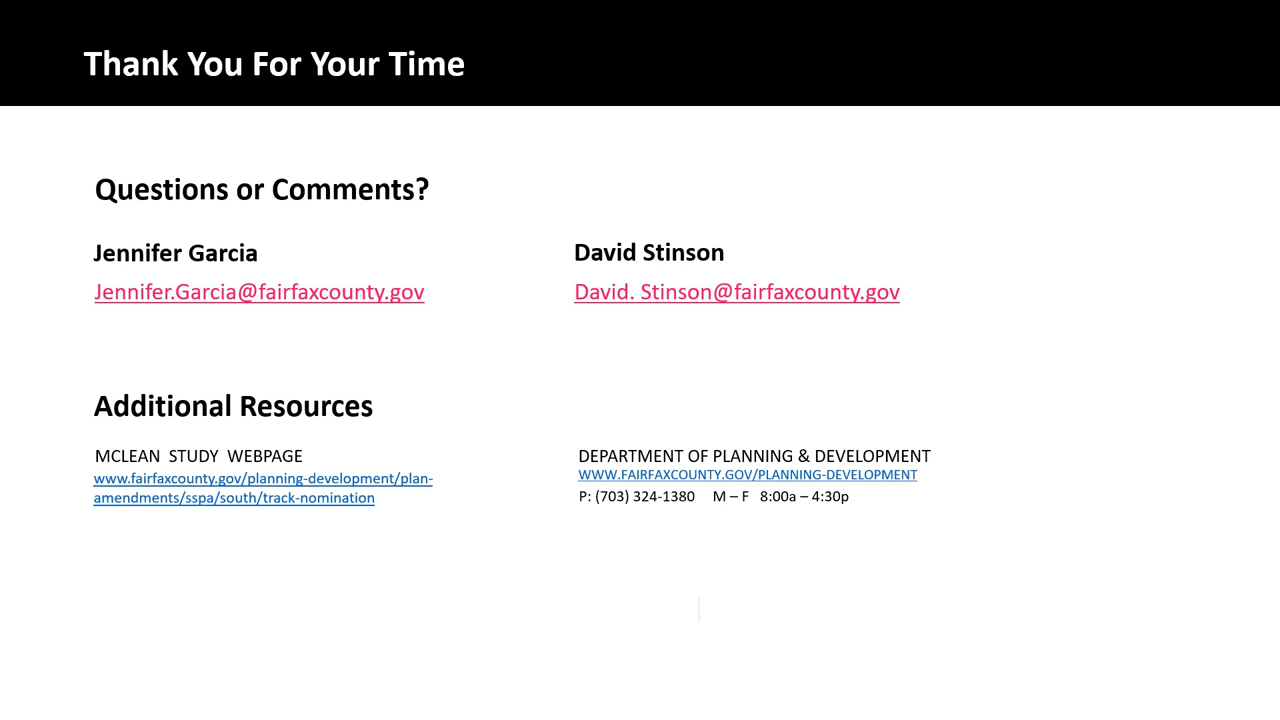 Thank You For Your Time
Questions or Comments?
Jennifer Garcia
Jennifer.Garcia@fairfaxcounty.gov
David Stinson
David. Stinson@fairfaxcounty.gov
Additional Resources
MCLEAN STUDY WEBPAGE
www.fairfaxcounty.gov/planning-development/plan-
amendments/sspa/south/track-nomination
DEPARTMENT OF PLANNING & DEVELOPMENT
WWW.FAIRFAXCOUNTY.GOV/PLANNING-DEVELOPMENT
P: (703) 324-1380 M – F 8:00a – 4:30p